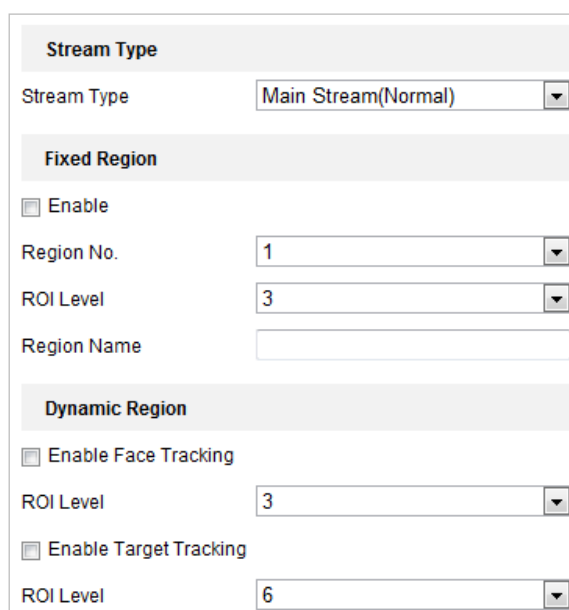 Stream Type
Stream Type Main Stream(Normal)
Fixed Region
Enable
Region No. 1
ROI Level 3
Region Name
Dynamic Region
Enable Face Tracking
ROI Level 3
Enable Target Tracking
ROI Level 6